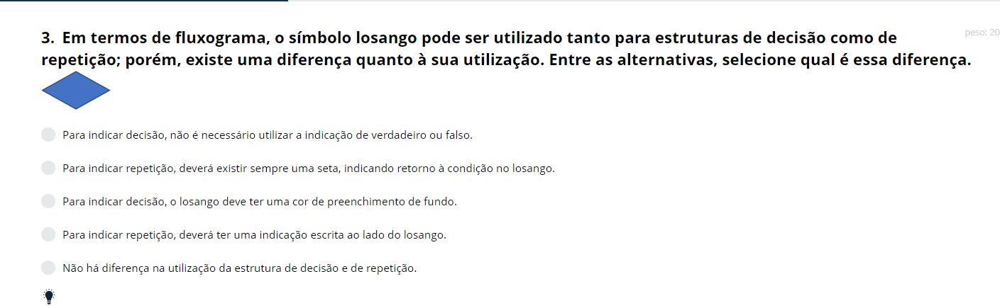 3. Em termos de fluxograma, o símbolo losango pode ser utilizado tanto para estruturas de decisão como de
peso: 20
repetição; porém, existe uma diferença quanto à sua utilização. Entre as alternativas, selecione qual é essa diferença.
Para indicar decisão, não é necessário utilizar a indicação de verdadeiro ou falso.
Para indicar repetição, deverá existir sempre uma seta, indicando retorno à condição no losango.
Para indicar decisão, o losango deve ter uma cor de preenchimento de fundo.
Para indicar repetição, deverá ter uma indicação escrita ao lado do losango.
Não há diferença na utilização da estrutura de decisão e de repetição.